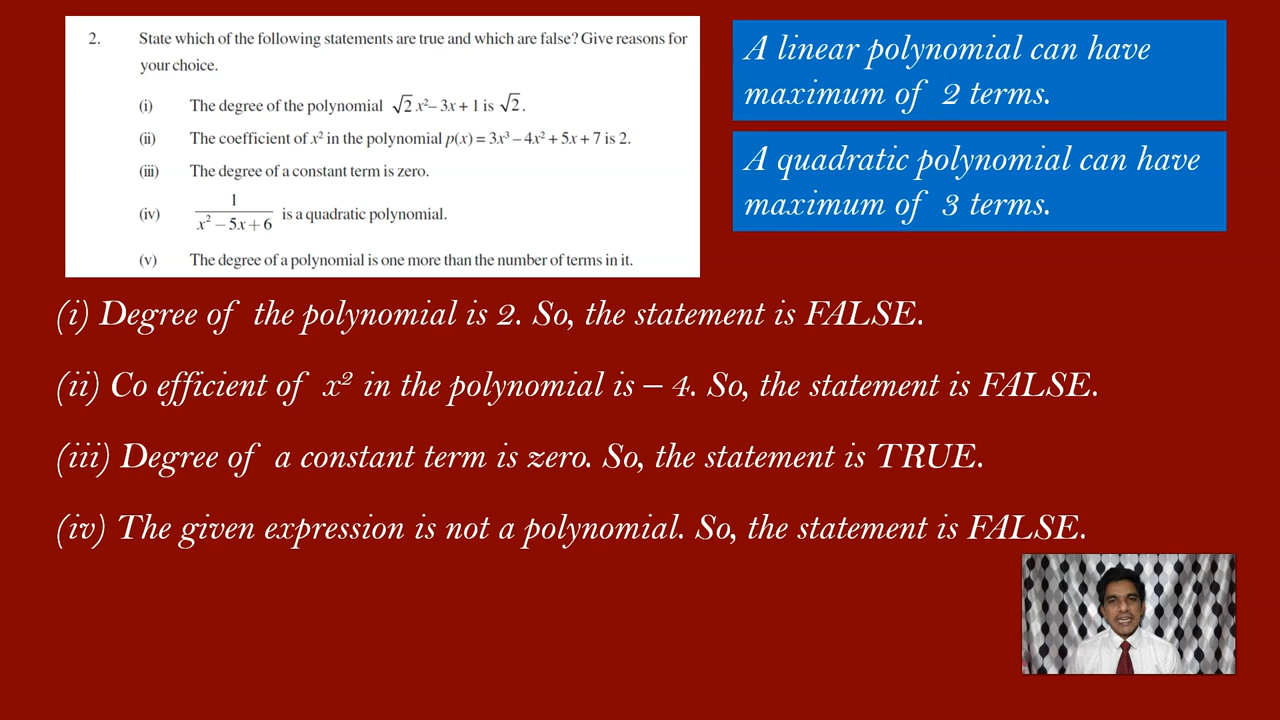 2. State which of the following statements are true and which are false? Give reasons for
your choice.
(i) The degree of the polynomial √2 x²– 3x + 1 is √2.
(ii) The coefficient of x² in the polynomial p(x) = 3x³ – 4x² + 5x + 7 is 2.
(iii) The degree of a constant term is zero.
(iv) 1/(x² – 5x + 6) is a quadratic polynomial.
(v) The degree of a polynomial is one more than the number of terms in it.
A linear polynomial can have
maximum of 2 terms.
A quadratic polynomial can have
maximum of 3 terms.
(i) Degree of the polynomial is 2. So, the statement is FALSE.
(ii) Co efficient of x² in the polynomial is – 4. So, the statement is FALSE.
(iii) Degree of a constant term is zero. So, the statement is TRUE.
(iv) The given expression is not a polynomial. So, the statement is FALSE.